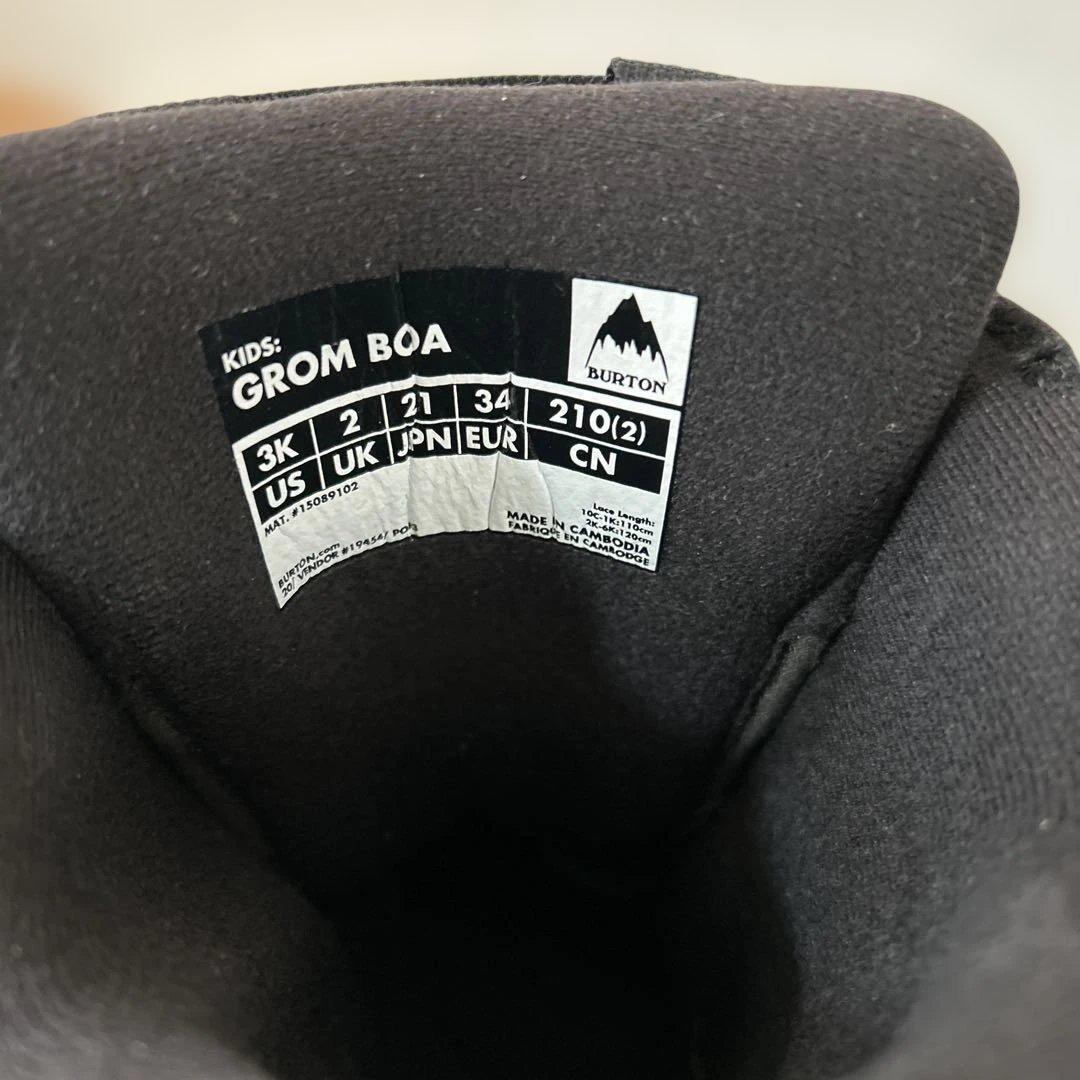 KIDS:
GROM BOA
BURTON
3K 2 21 34 210(2)
US UK JPN EUR CN
MAT. #15089102
Lace Length:
10C-1K:110cm
2K-6K:120cm
BURTON.com
MADE IN CAMBODIA
FABRIQUÉ EN CAMBODGE